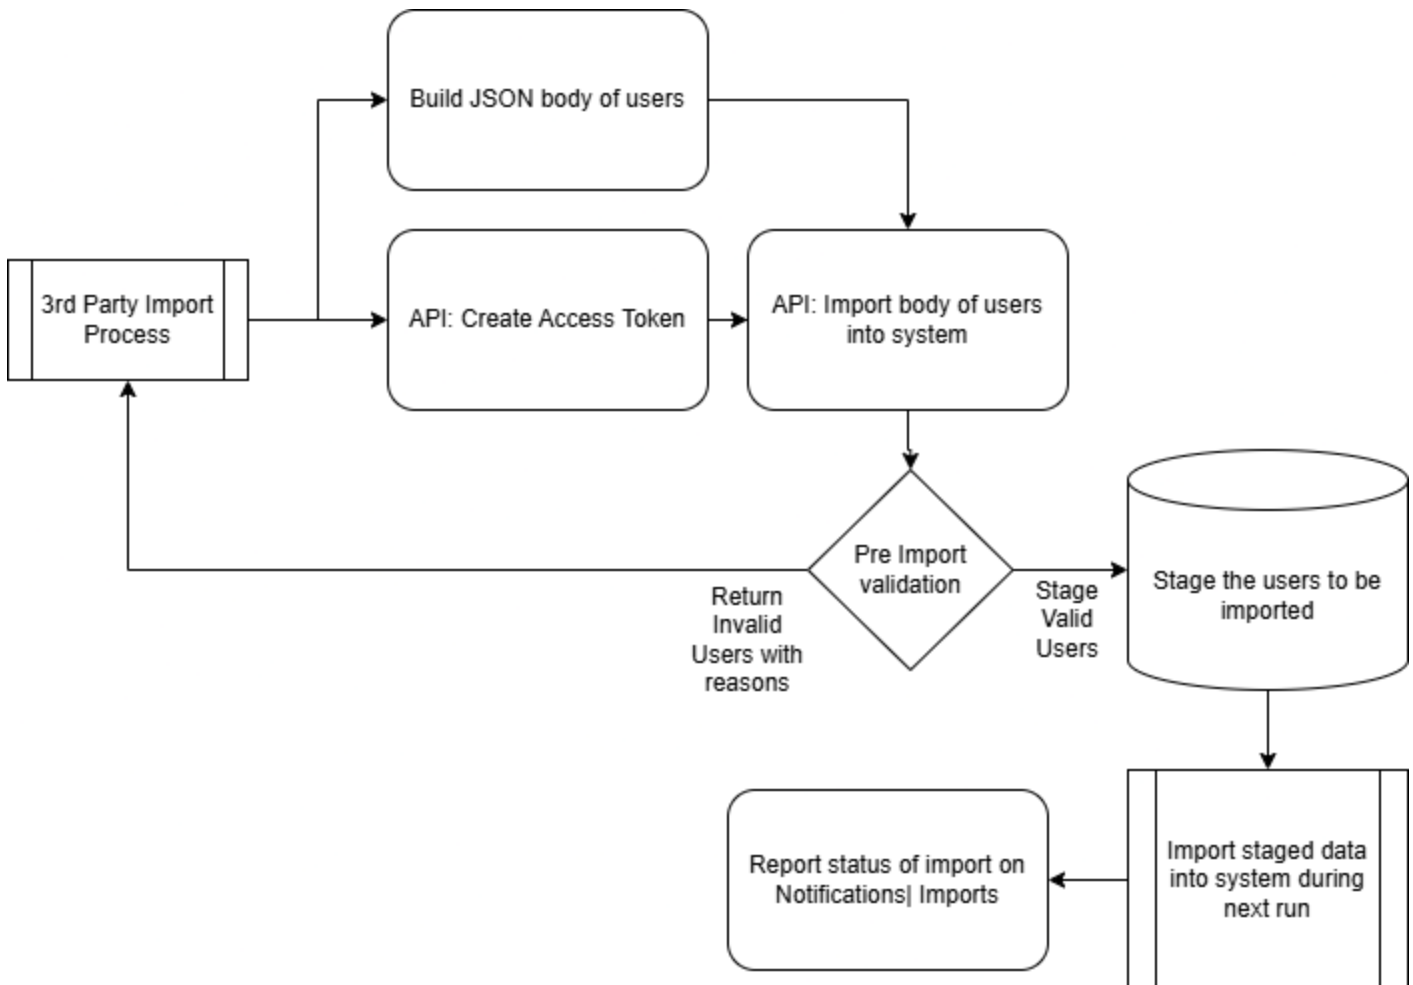 Build JSON body of users
3rd Party Import
Process
API: Create Access Token
API: Import body of users
into system
Pre Import
validation
Return
Invalid
Users with
reasons
Stage
Valid
Users
Stage the users to be
imported
Import staged data
into system during
next run
Report status of import on
Notifications| Imports